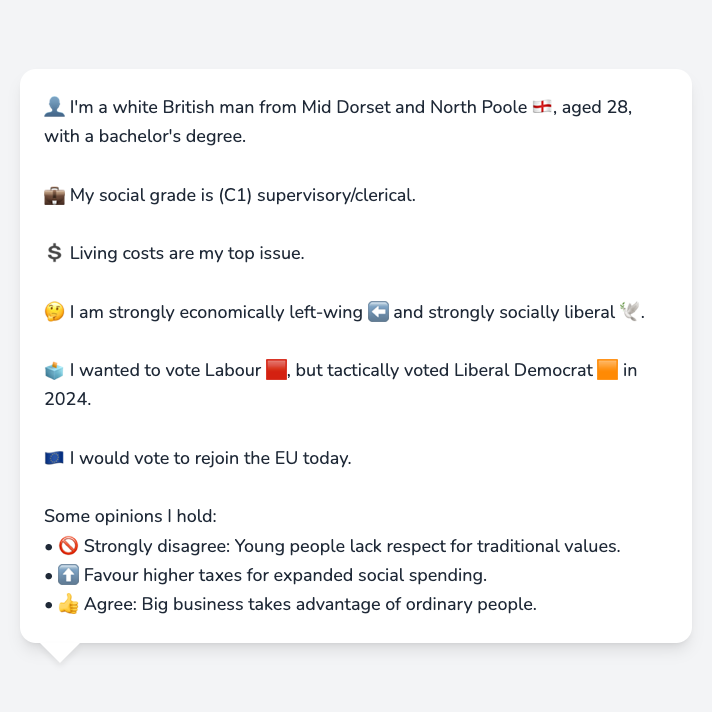 👤 I'm a white British man from Mid Dorset and North Poole 🏴󠁧󠁢󠁥󠁮󠁧󠁿, aged 28,
with a bachelor's degree.
💼 My social grade is (C1) supervisory/clerical.
💲 Living costs are my top issue.
🤔 I am strongly economically left-wing ⬅️ and strongly socially liberal 🕊️.
🗳️ I wanted to vote Labour 🟥, but tactically voted Liberal Democrat 🟧 in
2024.
🇪🇺 I would vote to rejoin the EU today.
Some opinions I hold:
• 🚫 Strongly disagree: Young people lack respect for traditional values.
• ⬆️ Favour higher taxes for expanded social spending.
• 👍 Agree: Big business takes advantage of ordinary people.